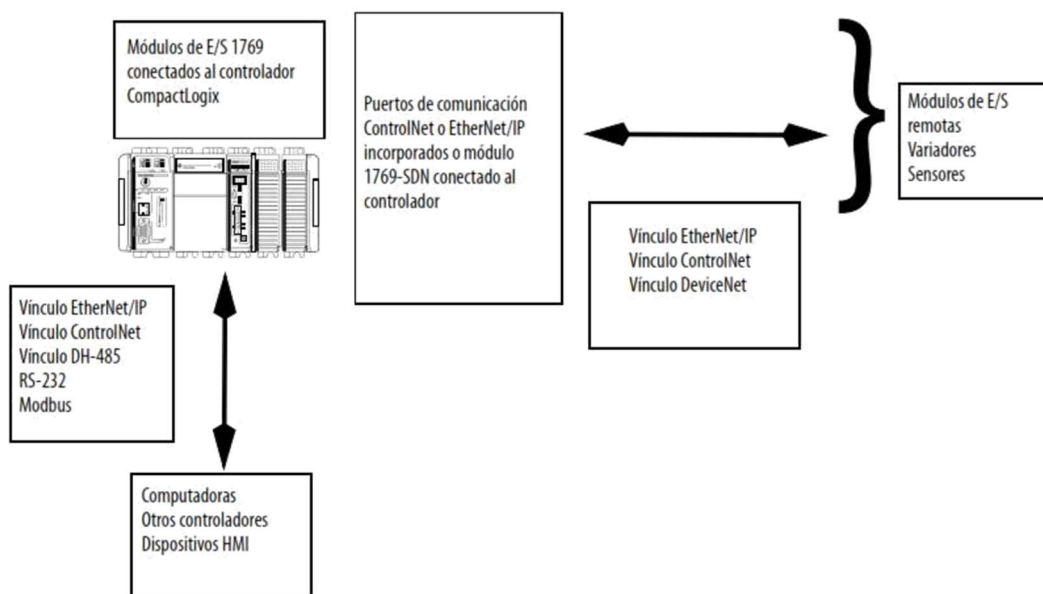 Módulos de E/S 1769
conectados al controlador
CompactLogix
Puertos de comunicación
ControlNet o EtherNet/IP
incorporados o módulo
1769-SDN conectado al
controlador
Módulos de E/S
remotas
Variadores
Sensores
Vínculo EtherNet/IP
Vínculo ControlNet
Vínculo DeviceNet
Vínculo EtherNet/IP
Vínculo ControlNet
Vínculo DH-485
RS-232
Modbus
Computadoras
Otros controladores
Dispositivos HMI